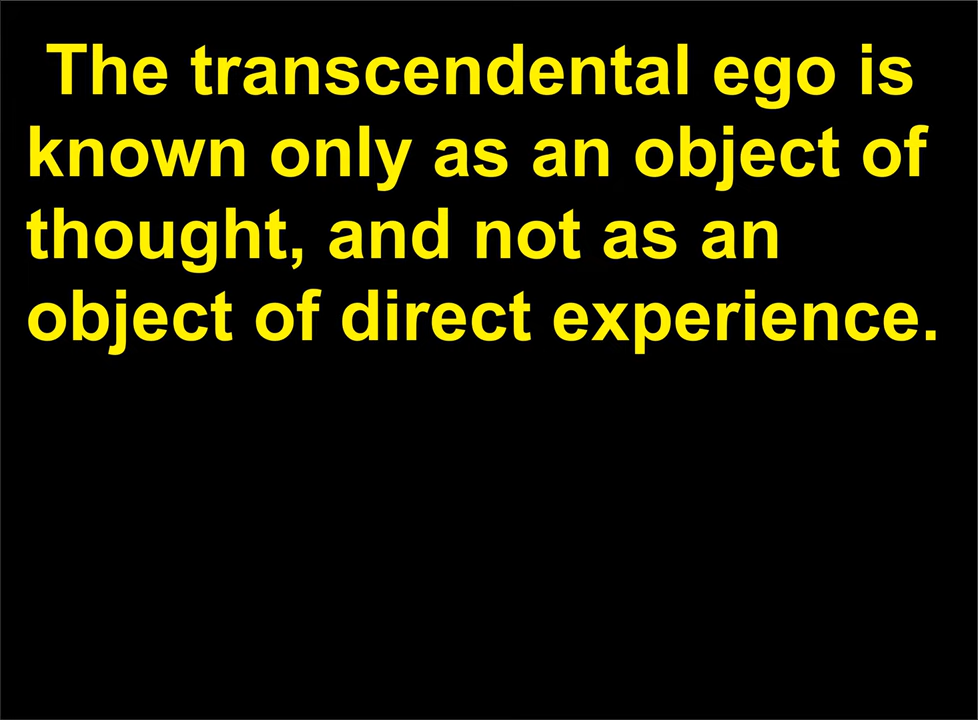 The transcendental ego is
known only as an object of
thought, and not as an
object of direct experience.